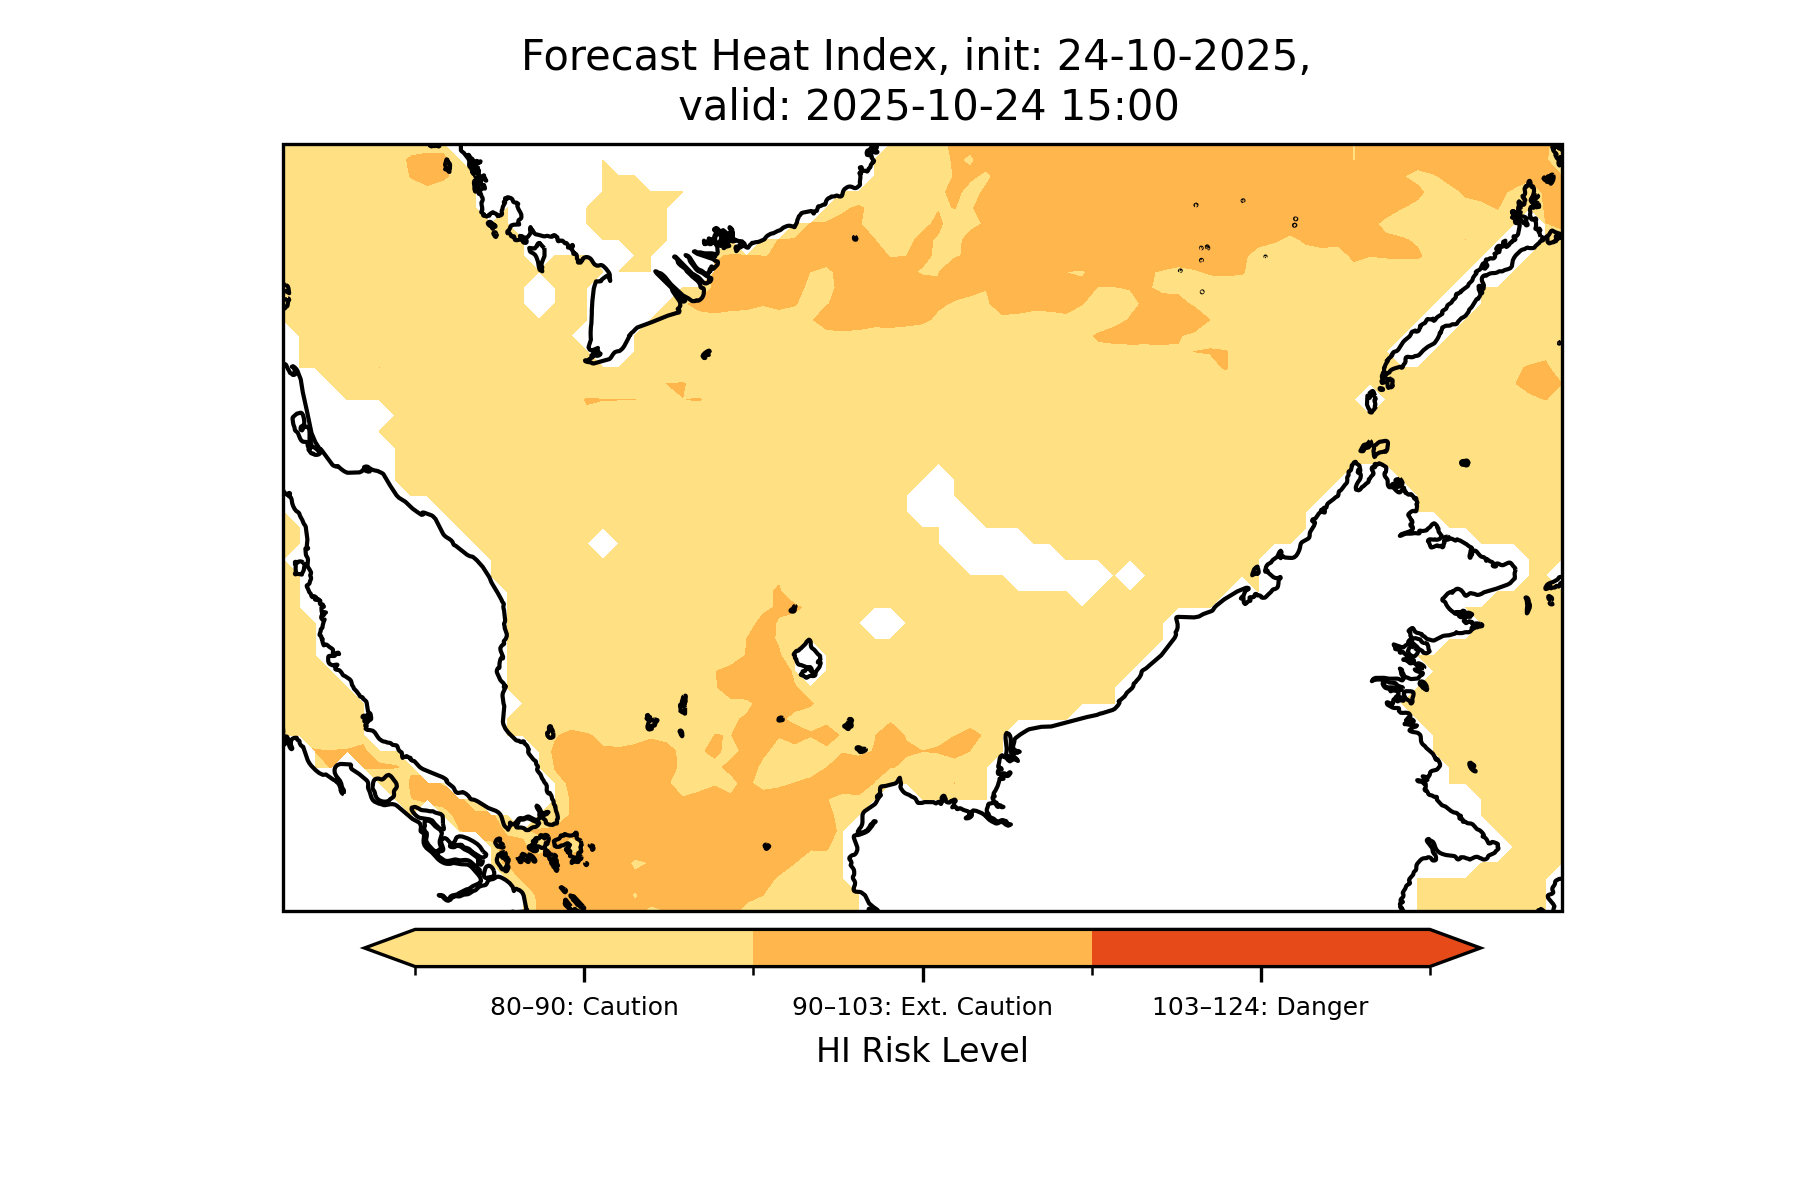 Forecast Heat Index, init: 24-10-2025,
valid: 2025-10-24 15:00
80–90: Caution
90–103: Ext. Caution
103–124: Danger
HI Risk Level